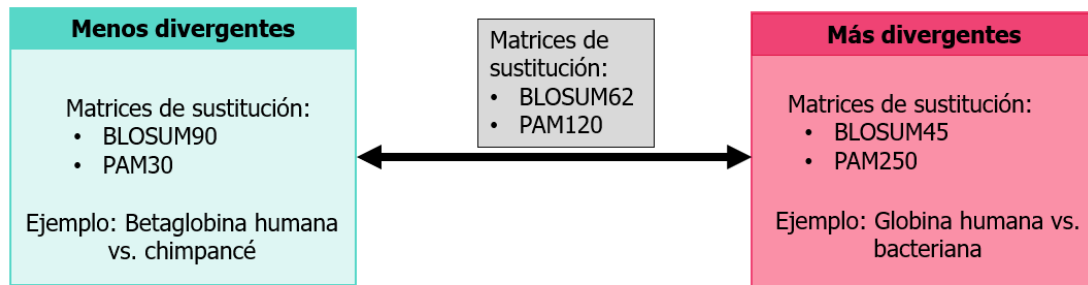 Menos divergentes
Matrices de sustitución:
• BLOSUM90
• PAM30
Ejemplo: Betaglobina humana
vs. chimpancé
Matrices de
sustitución:
• BLOSUM62
• PAM120
Más divergentes
Matrices de sustitución:
• BLOSUM45
• PAM250
Ejemplo: Globina humana vs.
bacteriana